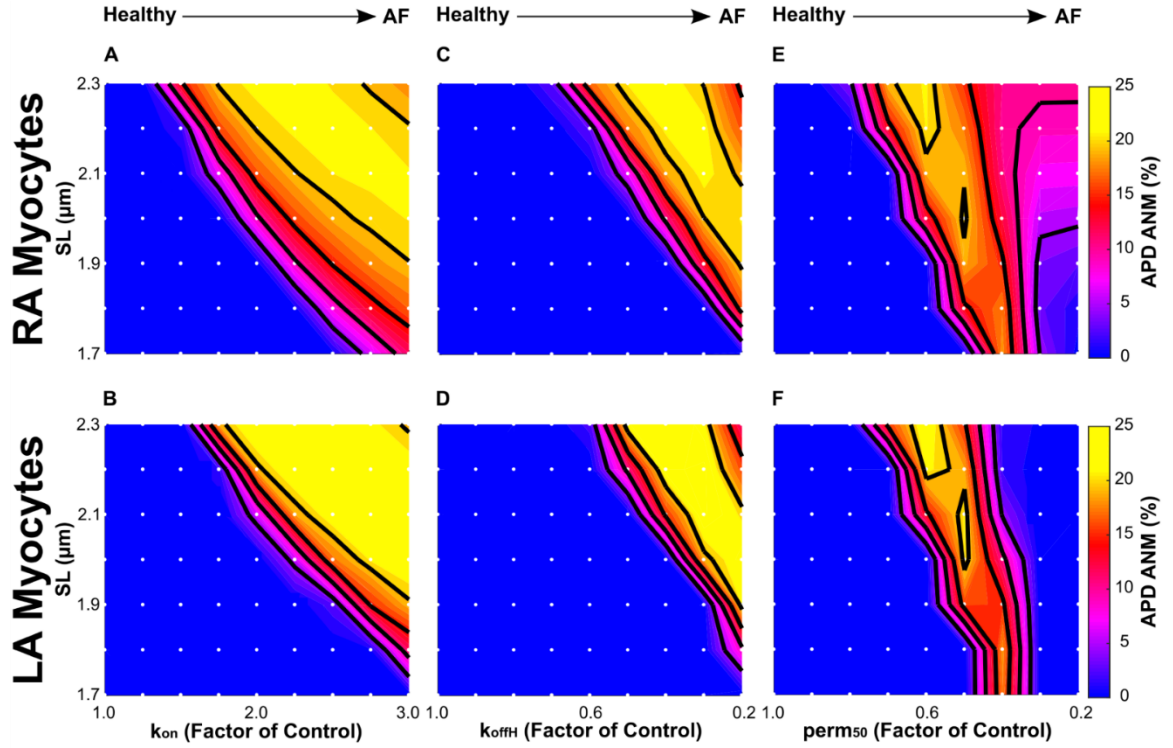 Healthy AF Healthy AF Healthy AF
A C E
RA Myocytes
SL (µm)
2.3
2.1
1.9
1.7
25
20
15
10
5
0
APD ANM (%)
B D F
LA Myocytes
SL (µm)
2.3
2.1
1.9
1.7
25
20
15
10
5
0
APD ANM (%)
1.0 2.0 3.0 1.0 0.6 0.2 1.0 0.6 0.2
kon (Factor of Control) koffH (Factor of Control) perm50 (Factor of Control)